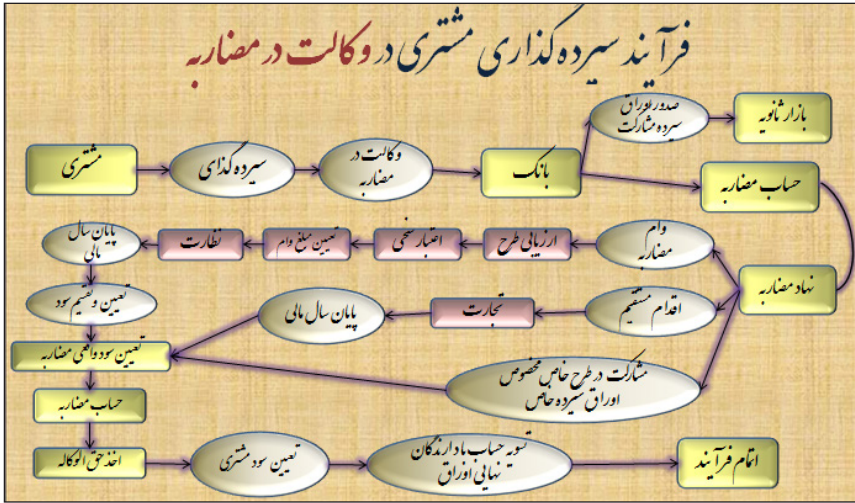 فرآیند سپرده گذاری مشتری در وکالت در مضاربه
صدور اوراق
سپرده مشارکت
بازار ثانویه
مشتری
سپرده گذای
وکالت در
مضاربه
بانک
حساب مضاربه
وام
مضاربه
ارزیابی طرح
اعتبار سنجی
تعیین مبلغ وام
نظارت
پایان سال
مالی
نهاد مضاربه
تعیین و تقسیم سود
اقدام مستقیم
تجارت
پایان سال مالی
تعیین سود واقعی مضاربه
مشارکت در طرح خاص مخصوص
اوراق سپرده خاص
حساب مضاربه
اخذ حق الوکاله
تعیین سود مشتری
تسویه حساب با دارندگان
نهایی اوراق
اتمام فرآیند